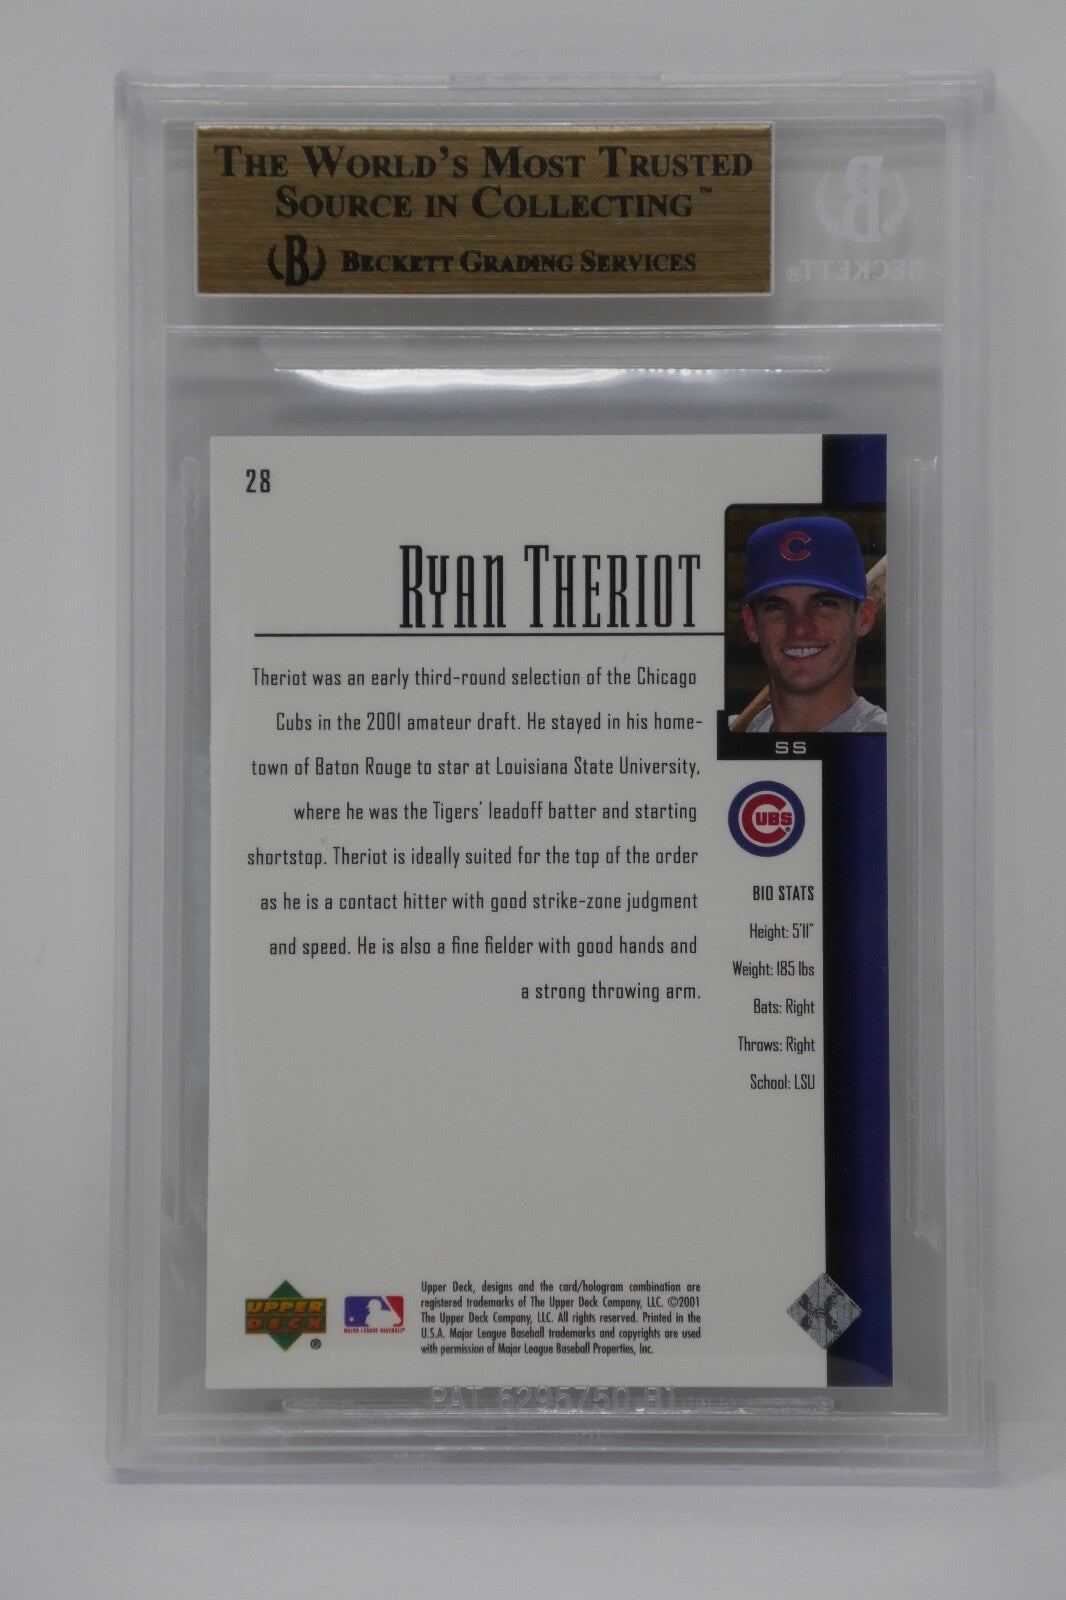 THE WORLD'S MOST TRUSTED
SOURCE IN COLLECTING™
B BECKETT GRADING SERVICES
B
BECKETT®
28
RYAN THERIOT
Theriot was an early third-round selection of the Chicago
Cubs in the 2001 amateur draft. He stayed in his home-
town of Baton Rouge to star at Louisiana State University,
where he was the Tigers' leadoff batter and starting
shortstop. Theriot is ideally suited for the top of the order
as he is a contact hitter with good strike-zone judgment
and speed. He is also a fine fielder with good hands and
a strong throwing arm.
C
SS
CUBS®
BIO STATS
Height: 5'11"
Weight: 185 lbs
Bats: Right
Throws: Right
School: LSU
UPPER
DECK®
MAJOR LEAGUE BASEBALL®
Upper Deck, designs and the card/hologram combination are
registered trademarks of The Upper Deck Company, LLC. ©2001
The Upper Deck Company, LLC. All rights reserved. Printed in the
U.S.A. Major League Baseball trademarks and copyrights are used
with permission of Major League Baseball Properties, Inc.
PAT. 6295750 B1